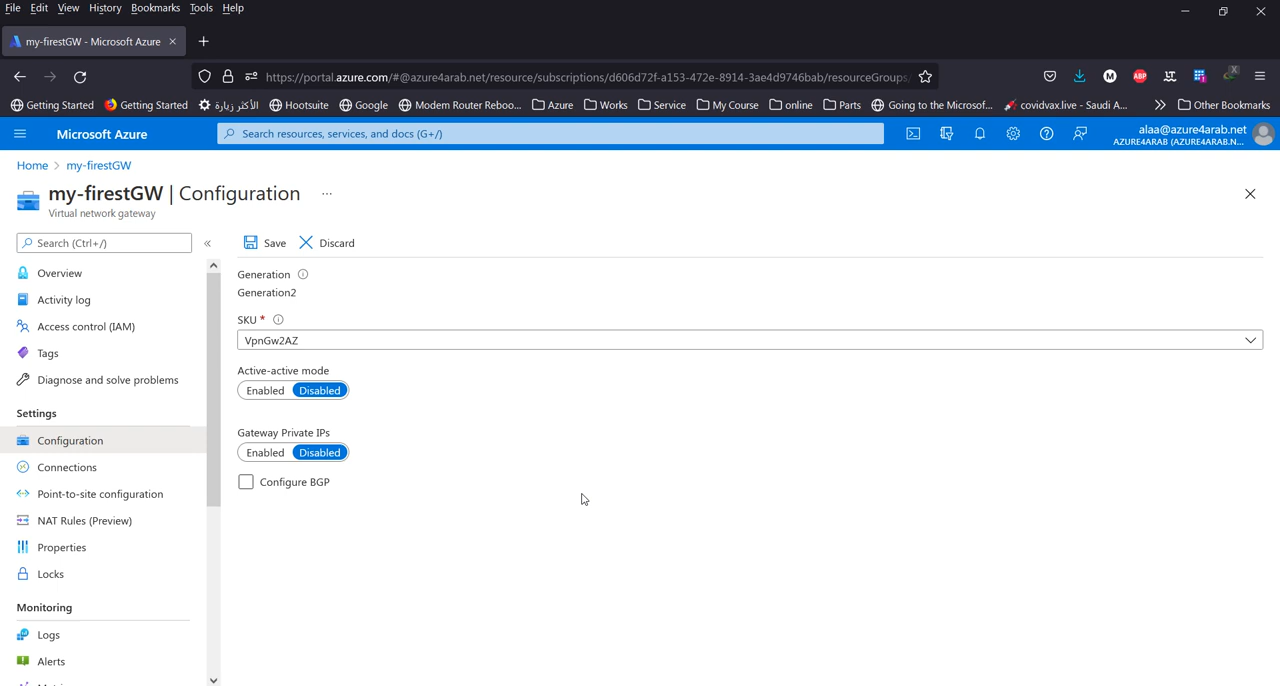 File Edit View History Bookmarks Tools Help
my-firestGW - Microsoft Azure
https://portal.azure.com/#@azure4arab.net/resource/subscriptions/d606d72f-a153-472e-8914-3ae4d9746bab/resourceGroups
Getting Started Getting Started الأكثر زيارة Hootsuite Google Modem Router Reboo... Azure Works Service My Course online Parts Going to the Microsof... covidvax.live - Saudi A... Other Bookmarks
Microsoft Azure
Search resources, services, and docs (G+/)
alaa@azure4arab.net
AZURE4ARAB (AZURE4ARAB.N...
Home > my-firestGW
my-firestGW | Configuration ...
Virtual network gateway
Search (Ctrl+/)
Overview
Activity log
Access control (IAM)
Tags
Diagnose and solve problems
Settings
Configuration
Connections
Point-to-site configuration
NAT Rules (Preview)
Properties
Locks
Monitoring
Logs
Alerts
Save Discard
Generation
Generation2
SKU *
VpnGw2AZ
Active-active mode
Enabled Disabled
Gateway Private IPs
Enabled Disabled
Configure BGP